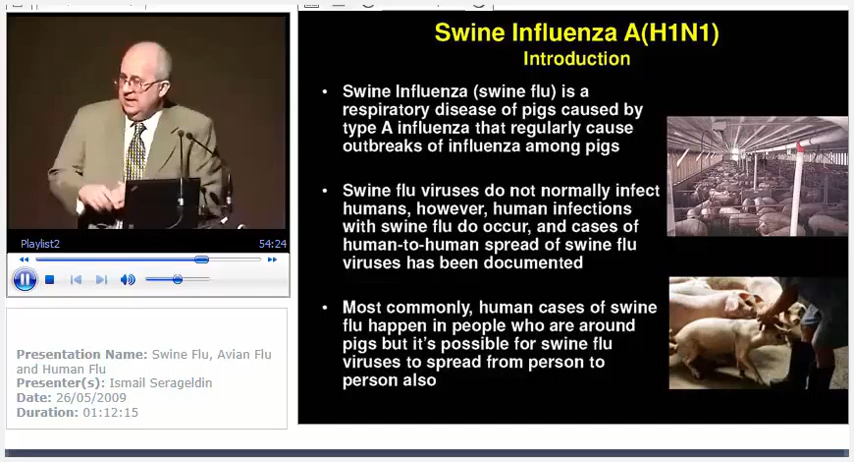 Swine Influenza A(H1N1)
Introduction
• Swine Influenza (swine flu) is a
respiratory disease of pigs caused by
type A influenza that regularly cause
outbreaks of influenza among pigs
• Swine flu viruses do not normally infect
humans, however, human infections
with swine flu do occur, and cases of
human-to-human spread of swine flu
viruses has been documented
• Most commonly, human cases of swine
flu happen in people who are around
pigs but it's possible for swine flu
viruses to spread from person to
person also
Playlist2 54:24
Presentation Name: Swine Flu, Avian Flu
and Human Flu
Presenter(s): Ismail Serageldin
Date: 26/05/2009
Duration: 01:12:15